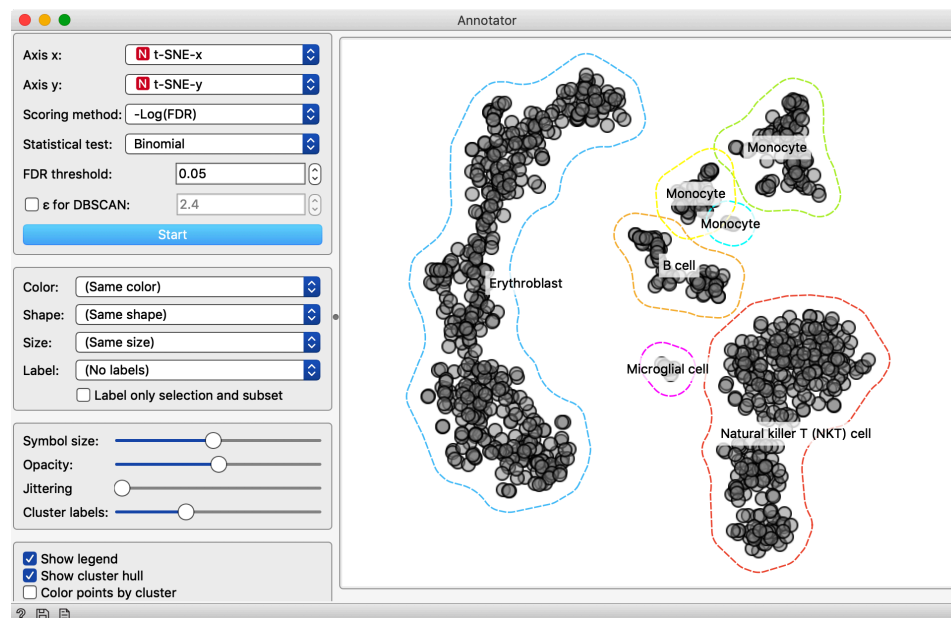 Annotator
Axis x: N t-SNE-x
Axis y: N t-SNE-y
Scoring method: -Log(FDR)
Statistical test: Binomial
FDR threshold: 0.05
ε for DBSCAN: 2.4
Start
Color: (Same color)
Shape: (Same shape)
Size: (Same size)
Label: (No labels)
Label only selection and subset
Symbol size:
Opacity:
Jittering
Cluster labels:
Show legend
Show cluster hull
Color points by cluster
?
Monocyte
Monocyte
Monocyte
B cell
Erythroblast
Microglial cell
Natural killer T (NKT) cell